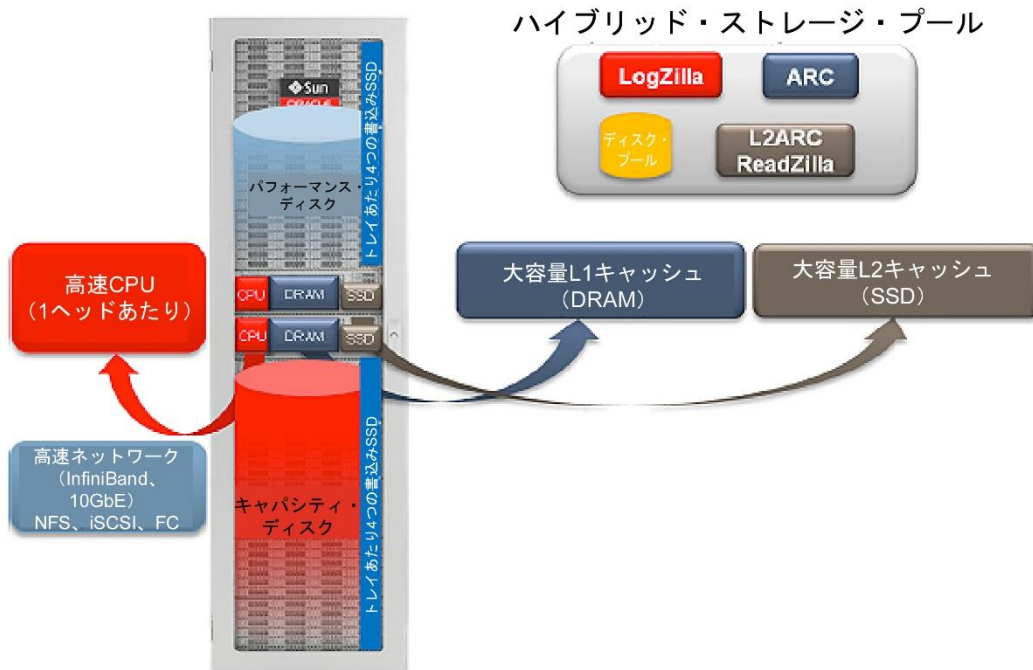 ハイブリッド・ストレージ・プール
LogZilla
ARC
ディスク・
プール
L2ARC
ReadZilla
Sun
ORACLE
トレイあたり4つの書込みSSD
パフォーマンス・
ディスク
高速CPU
(1ヘッドあたり)
大容量L1キャッシュ
(DRAM)
大容量L2キャッシュ
(SSD)
CPU
DRAM
SSD
CPU
DRAM
SSD
高速ネットワーク
(InfiniBand、
10GbE)
NFS、iSCSI、FC
キャパシティ・
ディスク
トレイあたり4つの書込みSSD